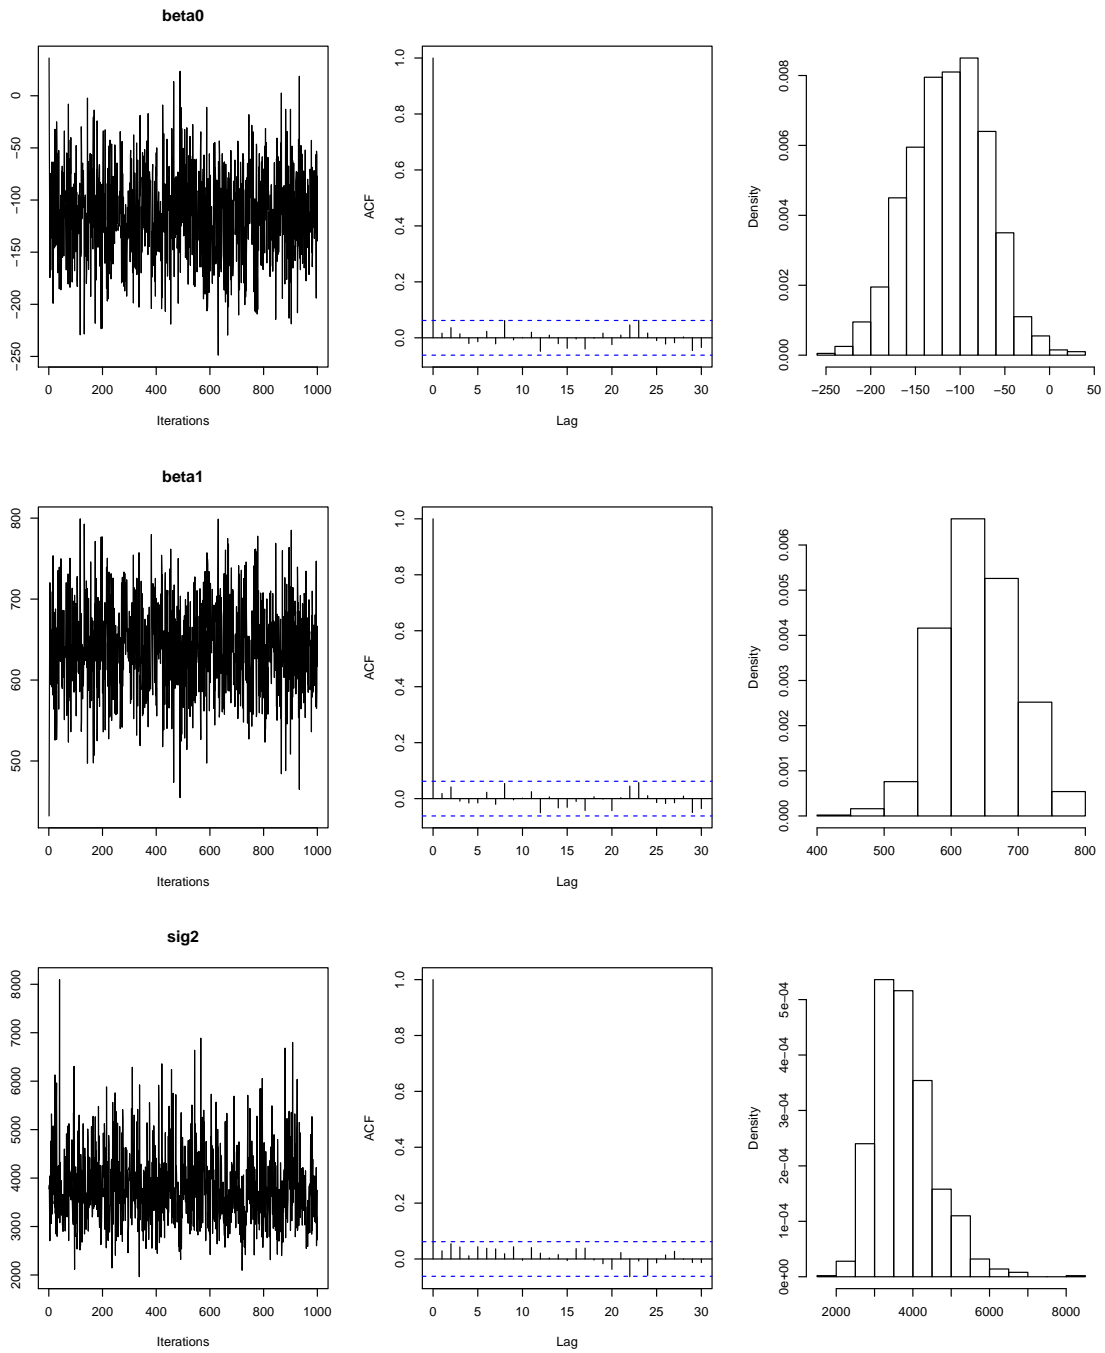 beta0
−250 −200 −150 −100 −50 0
0 200 400 600 800 1000
Iterations
0.0 0.2 0.4 0.6 0.8 1.0
ACF
0 5 10 15 20 25 30
Lag
0.000 0.002 0.004 0.006 0.008
Density
−250 −200 −150 −100 −50 0 50
beta1
500 600 700 800
0 200 400 600 800 1000
Iterations
0.0 0.2 0.4 0.6 0.8 1.0
ACF
0 5 10 15 20 25 30
Lag
0.000 0.001 0.002 0.003 0.004 0.005 0.006
Density
400 500 600 700 800
sig2
2000 3000 4000 5000 6000 7000 8000
0 200 400 600 800 1000
Iterations
0.0 0.2 0.4 0.6 0.8 1.0
ACF
0 5 10 15 20 25 30
Lag
0e+00 1e−04 2e−04 3e−04 4e−04 5e−04
Density
2000 4000 6000 8000